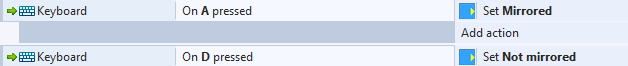 Keyboard On A pressed Set Mirrored
Add action
Keyboard On D pressed Set Not mirrored